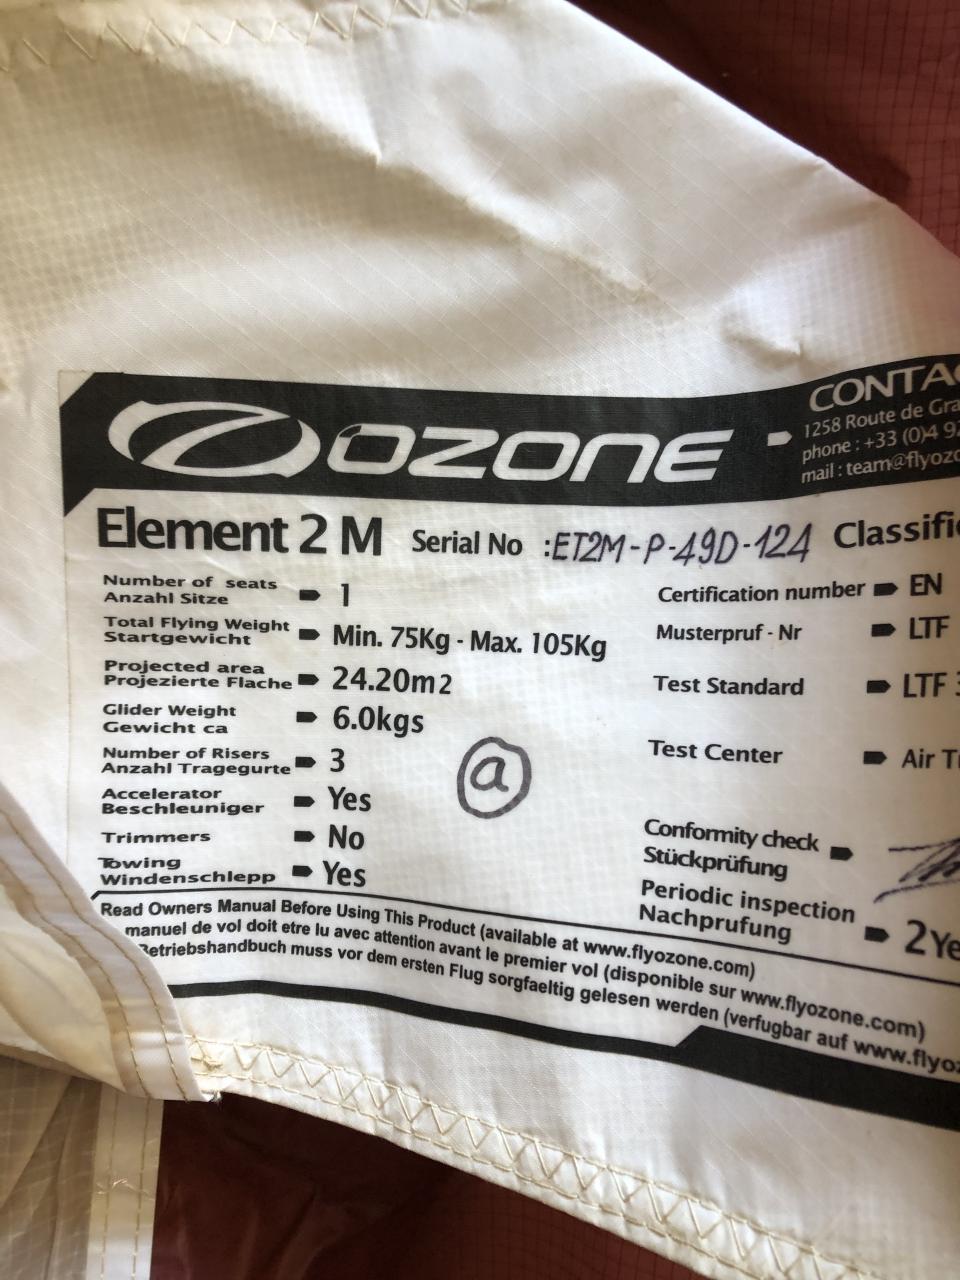 OZONE
CONTA
1258 Route de Gra
phone : +33 (0)4 92
mail : team@flyozo
Element 2 M Serial No :ET2M-P-49D-124 Classifi
Number of seats
Anzahl Sitze
1
Total Flying Weight
Startgewicht
Min. 75Kg - Max. 105Kg
Projected area
Projezierte Flache
24.20m2
Glider Weight
Gewicht ca
6.0kgs
Number of Risers
Anzahl Tragegurte
3
Accelerator
Beschleuniger
Yes
Trimmers
No
Towing
Windenschlepp
Yes
a
Certification number EN
Musterpruf - Nr LTF
Test Standard LTF 3
Test Center Air Tu
Conformity check
Stückprüfung
Periodic inspection
Nachprufung
2 Ye
Read Owners Manual Before Using This Product (available at www.flyozone.com)
manuel de vol doit etre lu avec attention avant le premier vol (disponible sur www.flyozone.com)
Betriebshandbuch muss vor dem ersten Flug sorgfaeltig gelesen werden (verfugbar auf www.flyoz